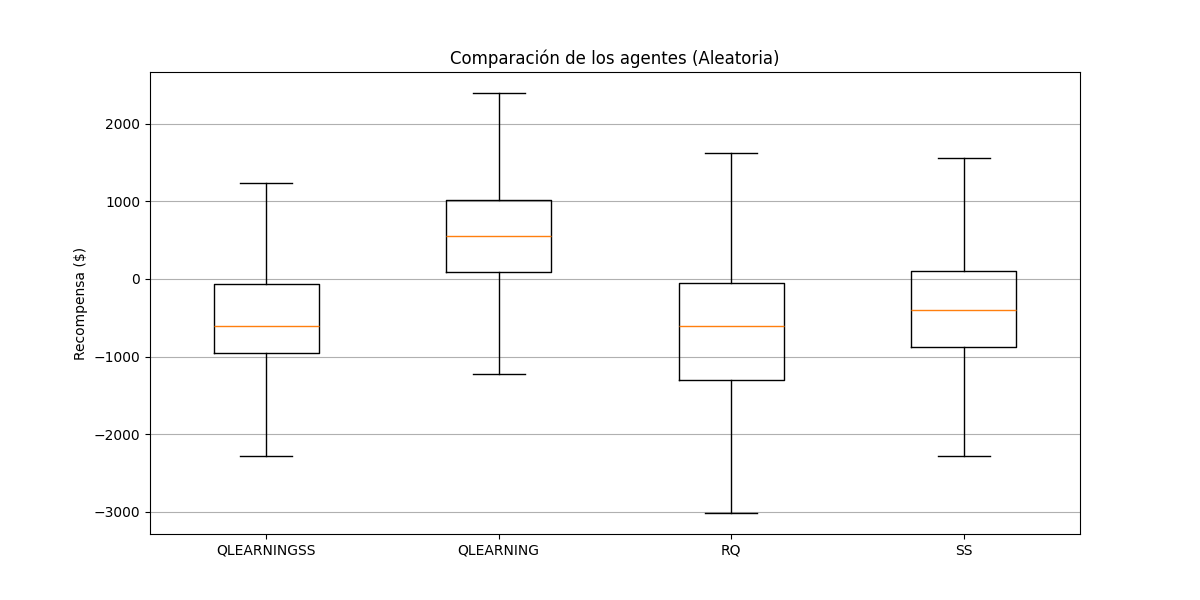 Comparación de los agentes (Aleatoria)
Recompensa ($)
2000
1000
0
−1000
−2000
−3000
QLEARNINGSS
QLEARNING
RQ
SS